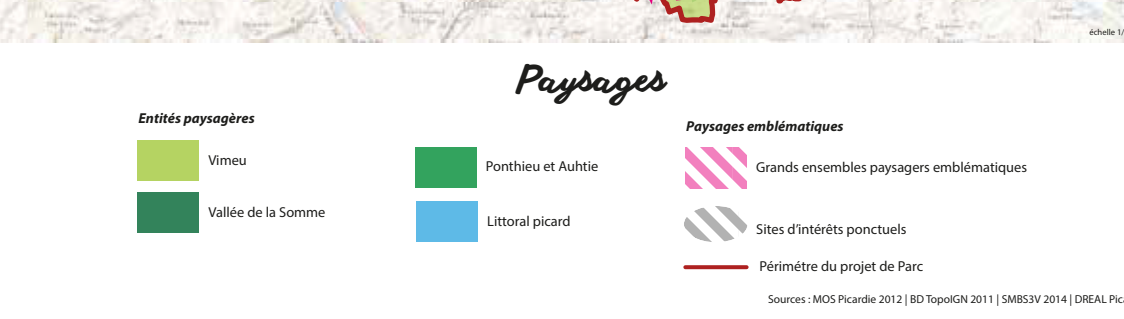 échelle 1/
Paysages
Entités paysagères
Vimeu
Vallée de la Somme
Ponthieu et Auhtie
Littoral picard
Paysages emblématiques
Grands ensembles paysagers emblématiques
Sites d'intérêts ponctuels
Périmétre du projet de Parc
Sources : MOS Picardie 2012 | BD TopoIGN 2011 | SMBS3V 2014 | DREAL Pica